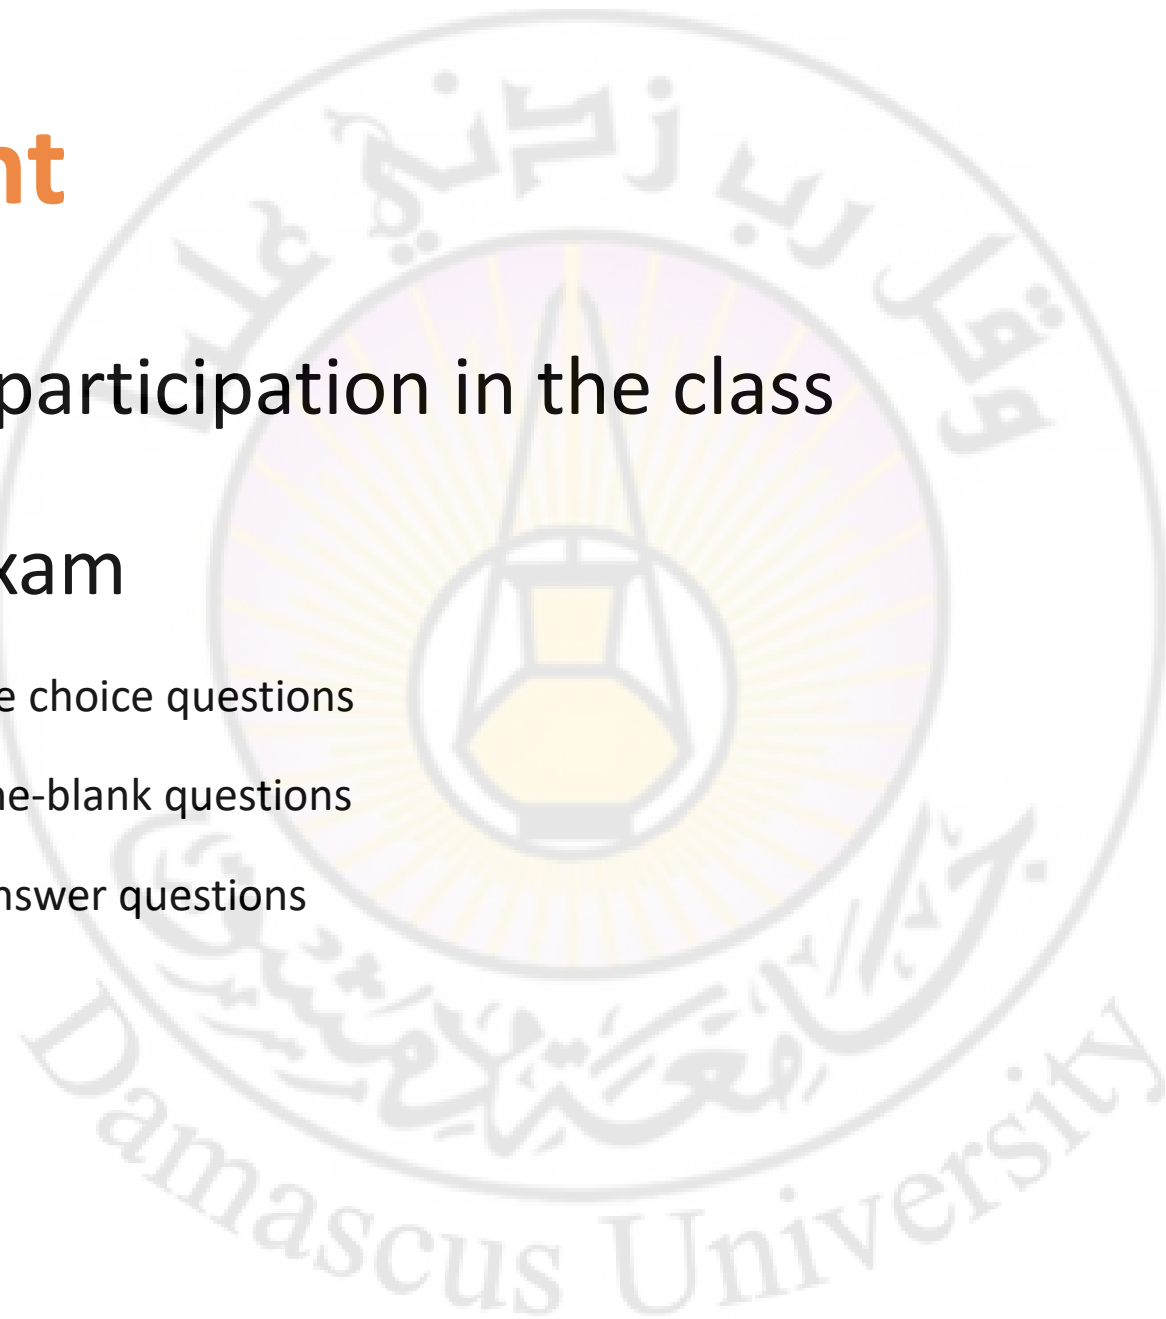 nt
participation in the class
xam
e choice questions
ne-blank questions
nswer questions
وقل رب زدني علما
جامعة دمشق
Damascus University